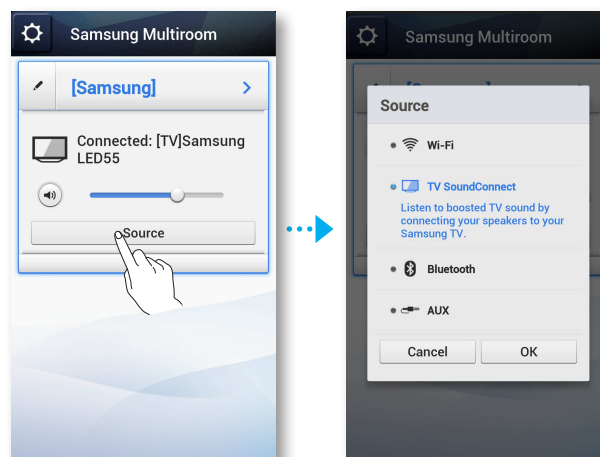 Samsung Multiroom
[Samsung]
Connected: [TV]Samsung
LED55
Source
Samsung Multiroom
Source
Wi-Fi
TV SoundConnect
Listen to boosted TV sound by
connecting your speakers to your
Samsung TV.
Bluetooth
AUX
Cancel
OK